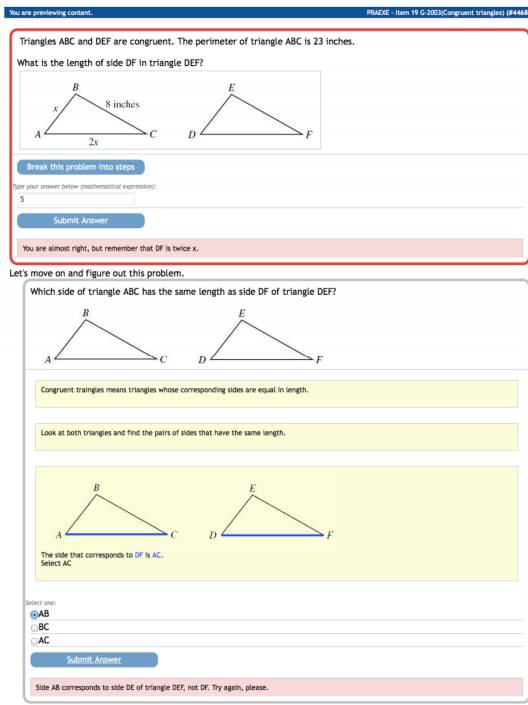 You are previewing content.
PRAEXE - Item 19 G-2003(Congruent triangles) (#4468
Triangles ABC and DEF are congruent. The perimeter of triangle ABC is 23 inches.
What is the length of side DF in triangle DEF?
B
E
x
8 inches
A
C
D
F
2x
Break this problem into steps
Type your answer below (mathematical expression):
5
Submit Answer
You are almost right, but remember that DF is twice x.
Let's move on and figure out this problem.
Which side of triangle ABC has the same length as side DF of triangle DEF?
B
E
A
C
D
F
Congruent traingles means triangles whose corresponding sides are equal in length.
Look at both triangles and find the pairs of sides that have the same length.
B
E
A
C
D
F
The side that corresponds to DF is AC.
Select AC
Select one:
AB
BC
AC
Submit Answer
Side AB corresponds to side DE of triangle DEF, not DF. Try again, please.